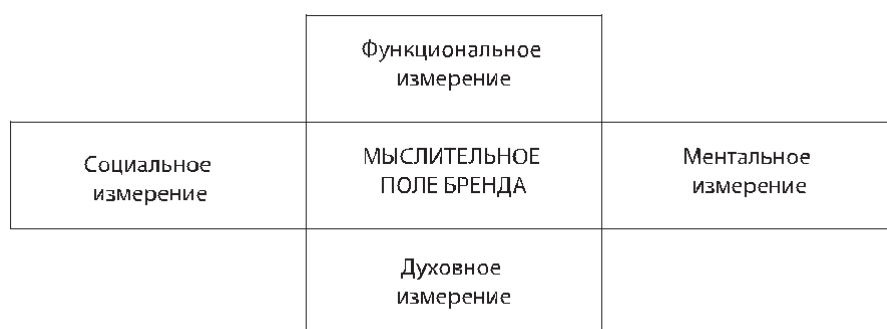 Функциональное
измерение
Социальное
измерение
МЫСЛИТЕЛЬНОЕ
ПОЛЕ БРЕНДА
Ментальное
измерение
Духовное
измерение